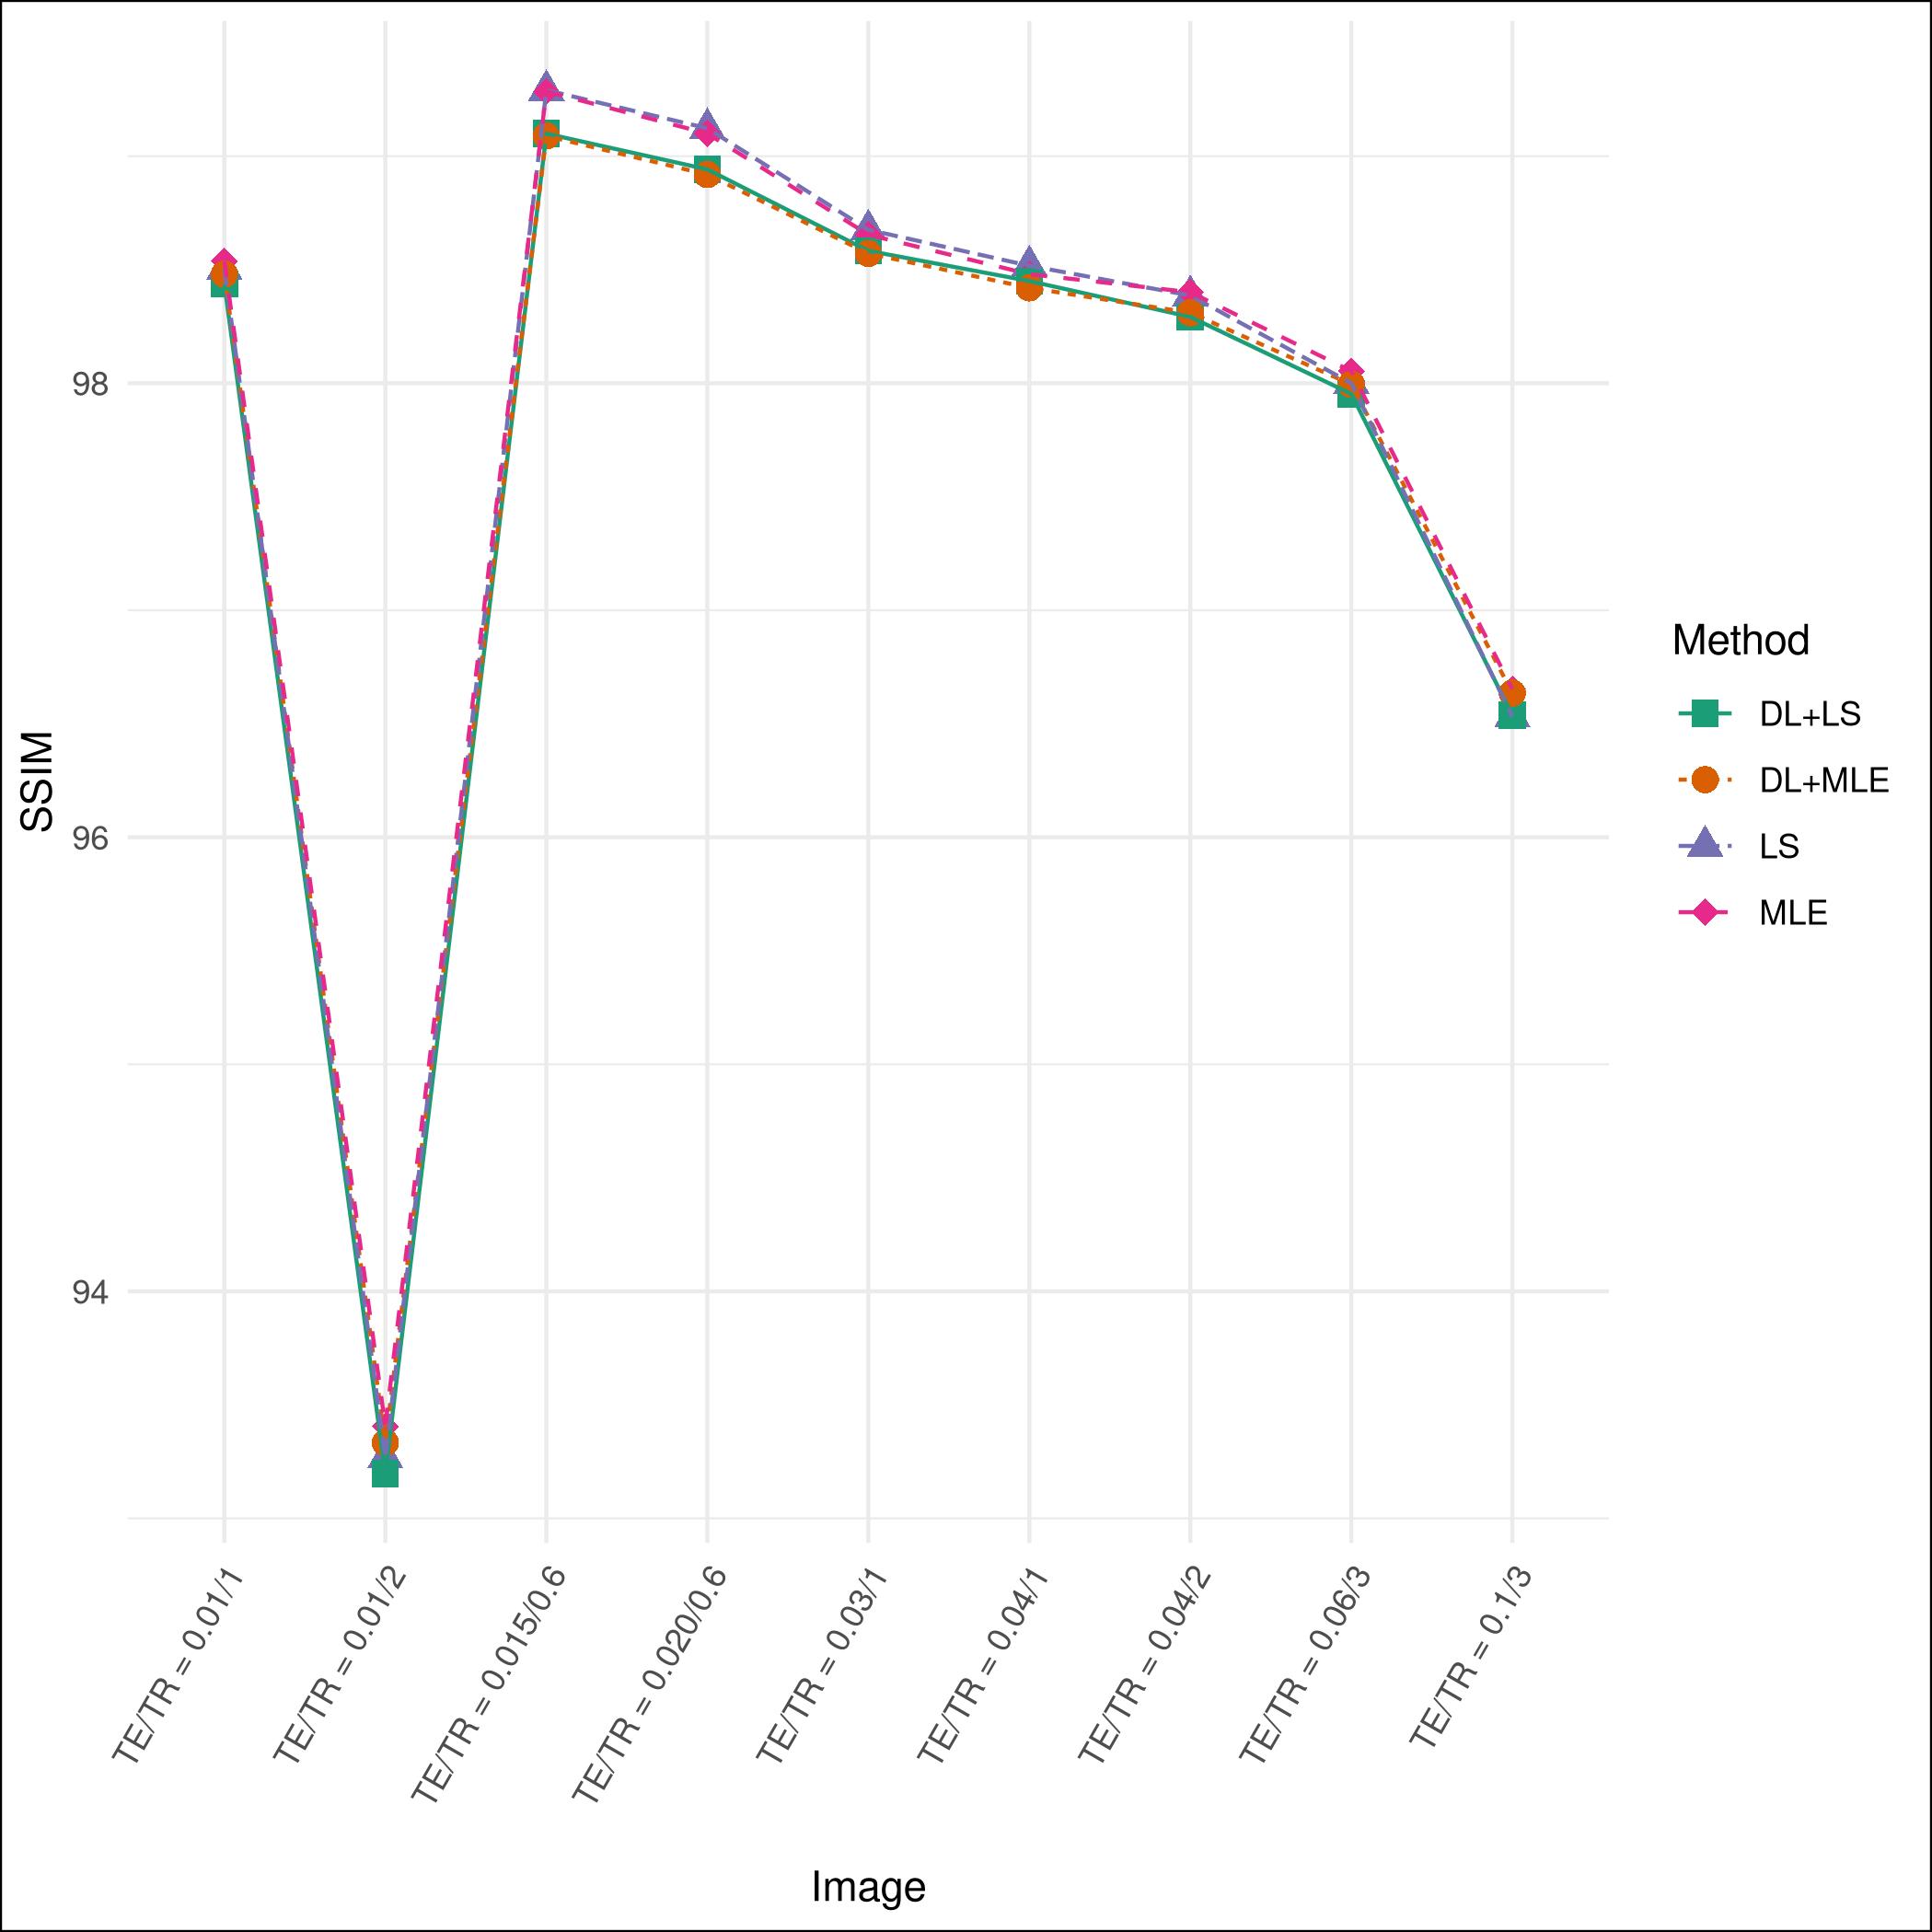 98
96
94
SSIM
TE/TR = 0.01/1
TE/TR = 0.01/2
TE/TR = 0.015/0.6
TE/TR = 0.020/0.6
TE/TR = 0.03/1
TE/TR = 0.04/1
TE/TR = 0.04/2
TE/TR = 0.06/3
TE/TR = 0.1/3
Image
Method
DL+LS
DL+MLE
LS
MLE